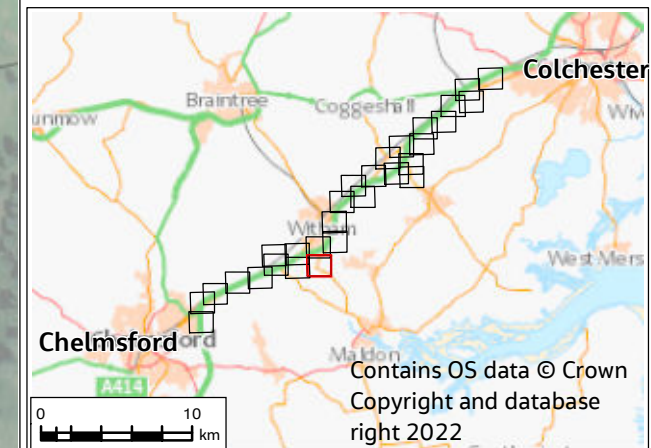 Colchester
Braintree
Coggeshall
unmow
Wiv
Witham
West Mers
Chelmsford
Maldon
A414
Contains OS data © Crown
Copyright and database
right 2022
0 10
km